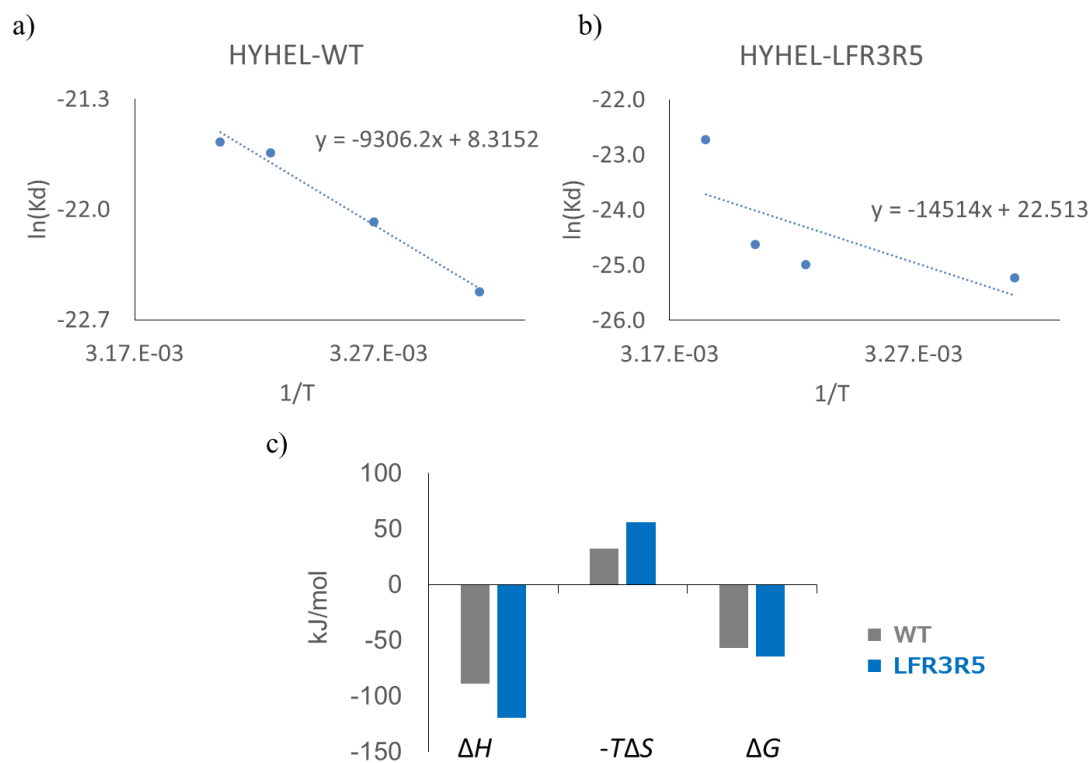 a)
HYHEL-WT
-21.3
-22.0
-22.7
ln(Kd)
y = -9306.2x + 8.3152
3.17.E-03
3.27.E-03
1/T
b)
HYHEL-LFR3R5
-22.0
-23.0
-24.0
-25.0
-26.0
ln(Kd)
y = -14514x + 22.513
3.17.E-03
3.27.E-03
1/T
c)
100
50
0
-50
-100
-150
kJ/mol
ΔH
-TΔS
ΔG
WT
LFR3R5